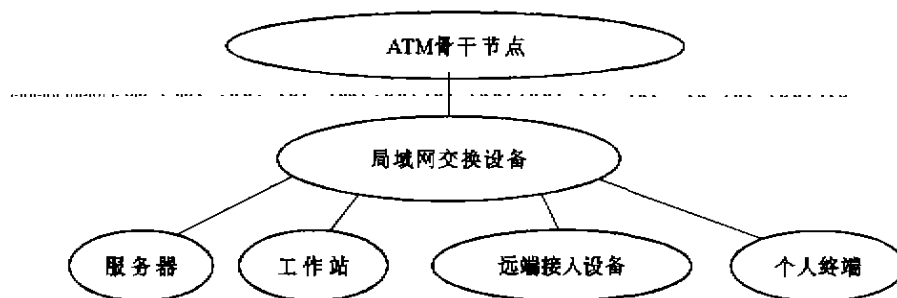 ATM骨干节点
局域网交换设备
服务器
工作站
远端接入设备
个人终端